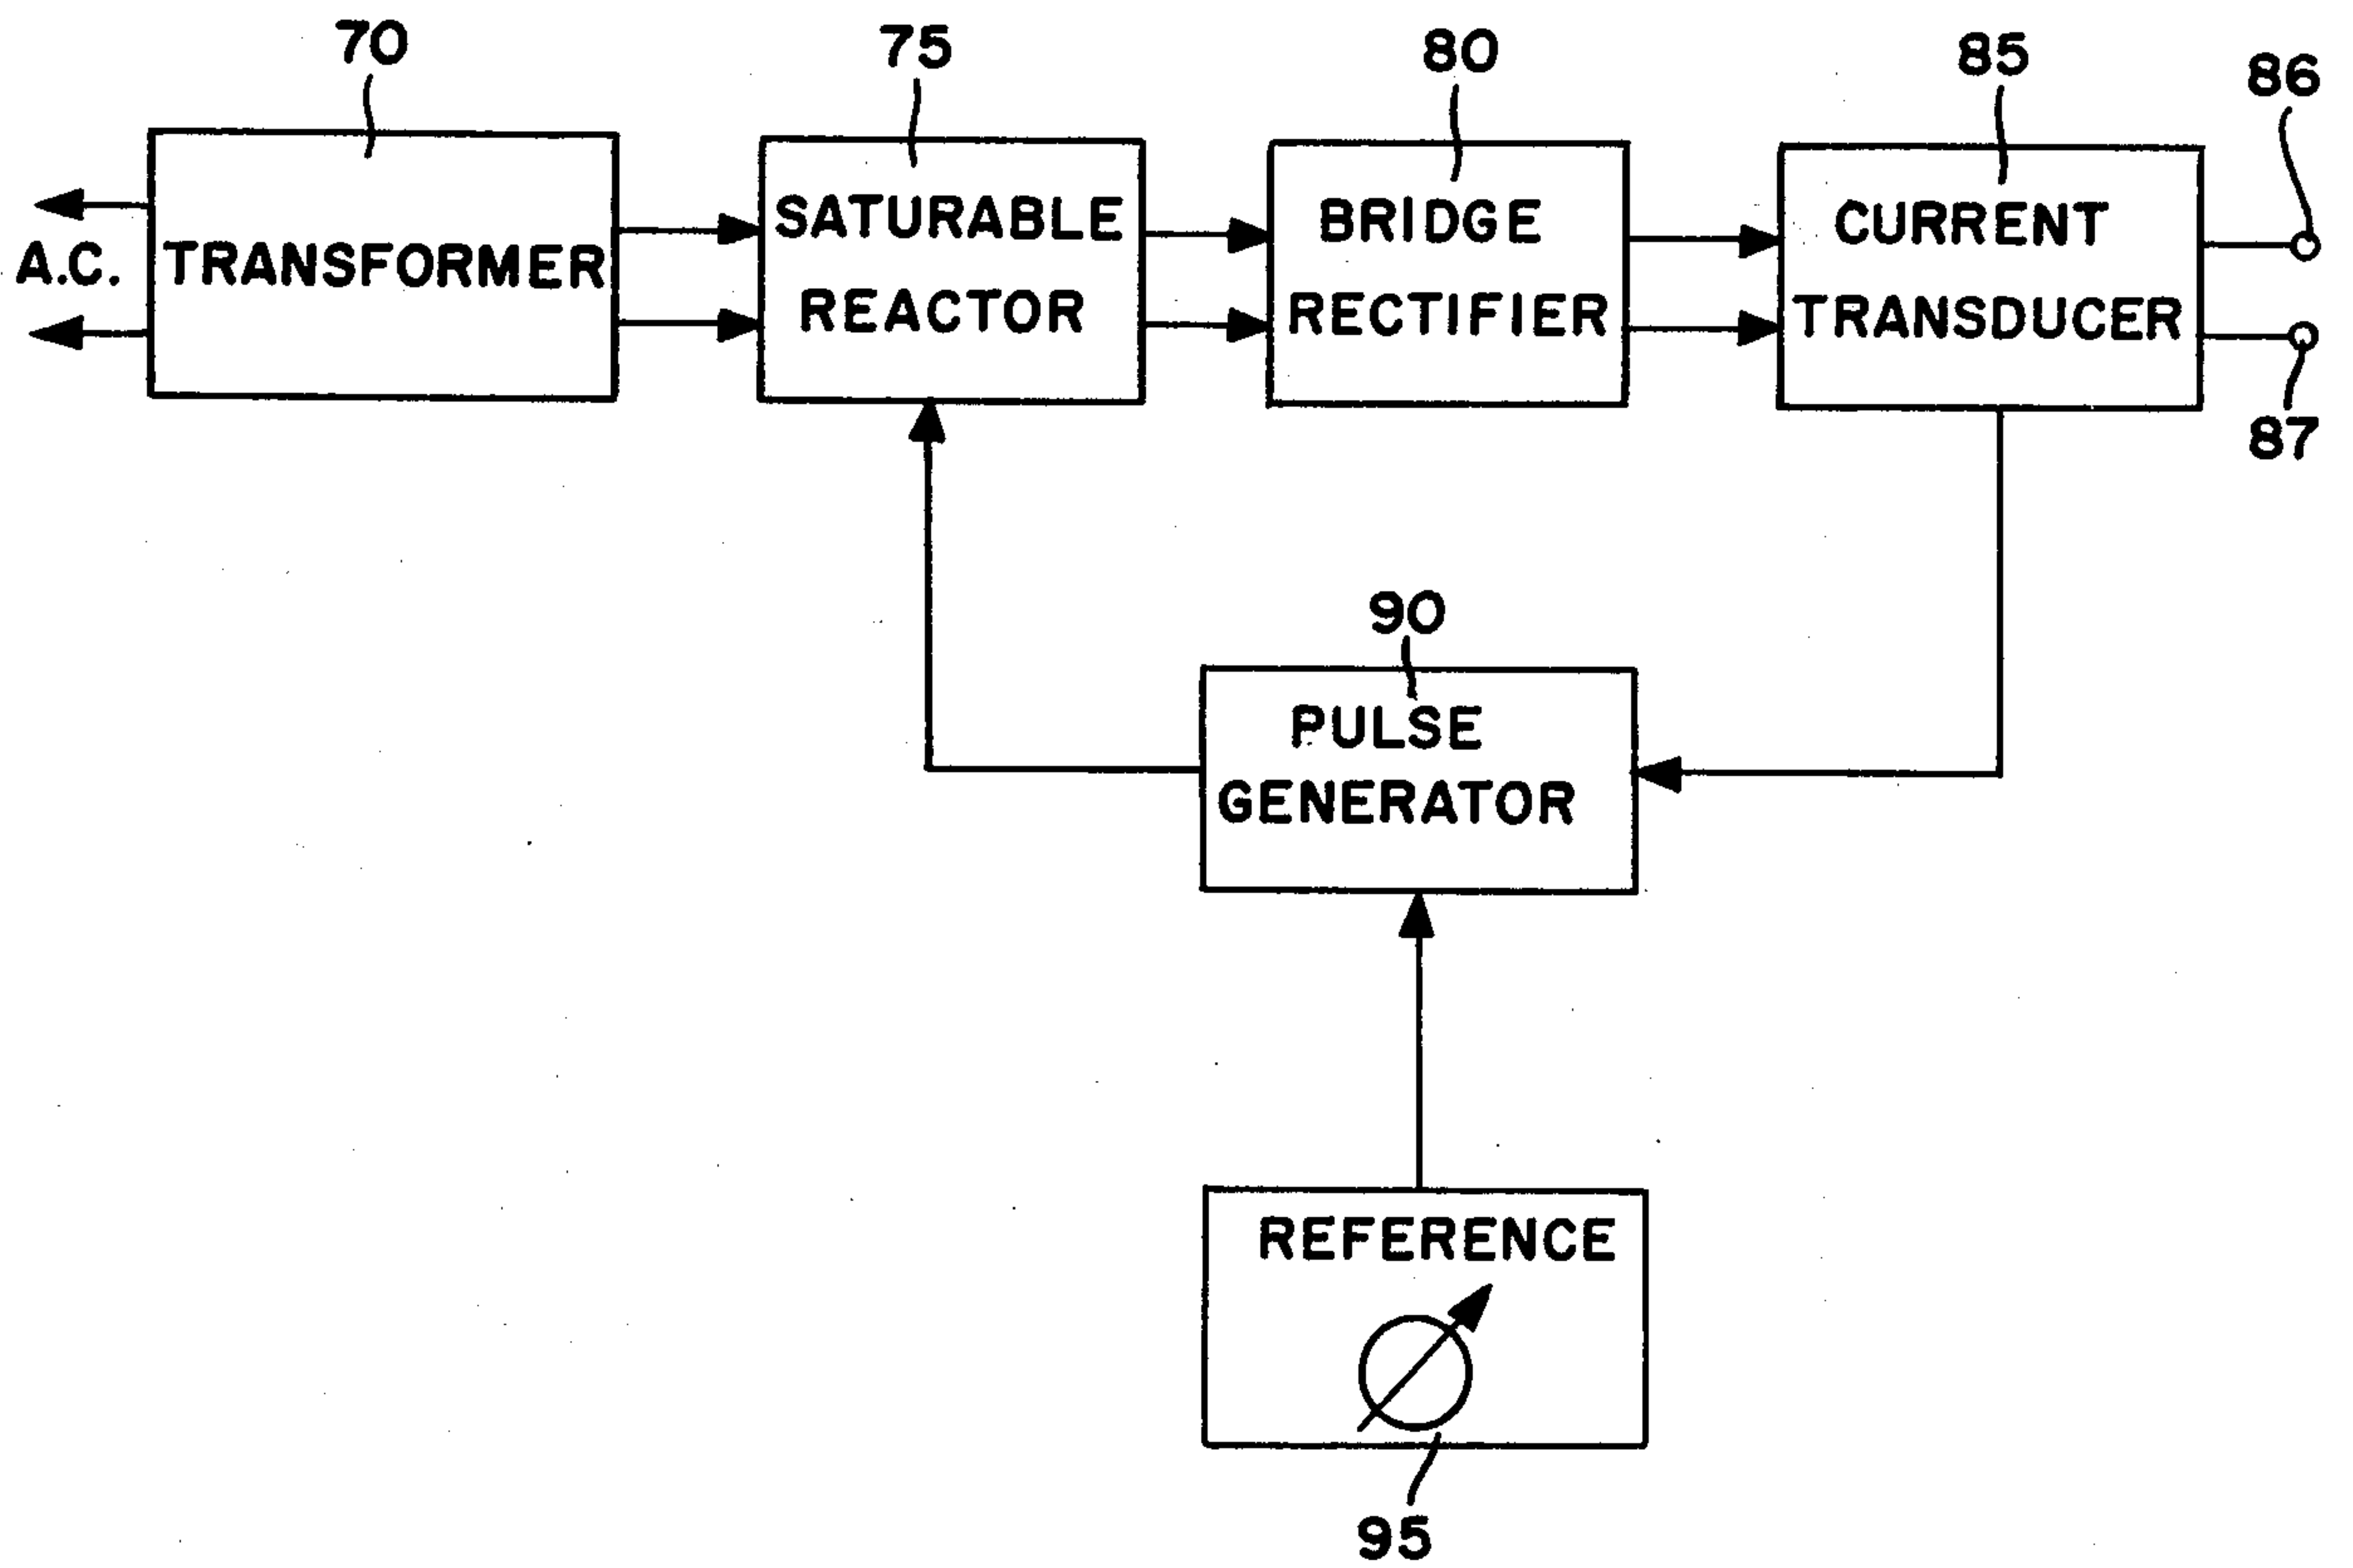 70
75
80
85
86
A.C.
TRANSFORMER
SATURABLE
REACTOR
BRIDGE
RECTIFIER
CURRENT
TRANSDUCER
87
90
PULSE
GENERATOR
REFERENCE
95